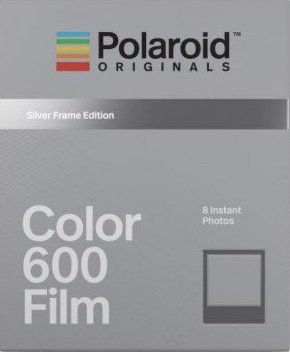 Polaroid™
ORIGINALS
Silver Frame Edition
Color
600
Film
8 Instant
Photos